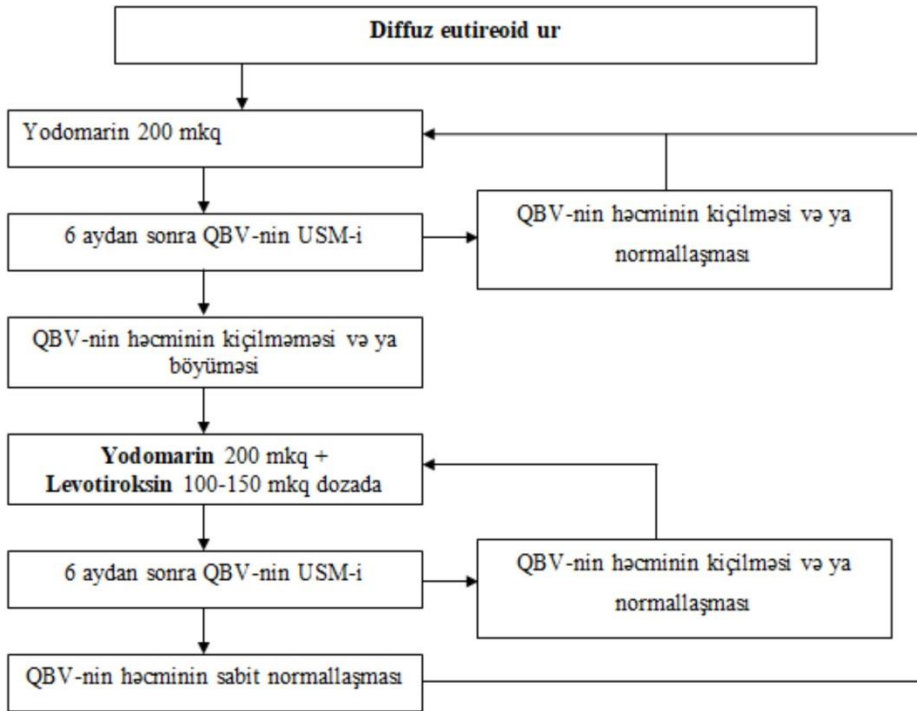 Diffuz eutireoid ur
Yodomarin 200 mkq
QBV-nin həcminin kiçilməsi və ya
normallaşması
6 aydan sonra QBV-nin USM-i
QBV-nin həcminin kiçilməməsi və ya
böyüməsi
Yodomarin 200 mkq +
Levotiroksin 100-150 mkq dozada
QBV-nin həcminin kiçilməsi və ya
normallaşması
6 aydan sonra QBV-nin USM-i
QBV-nin həcminin sabit normallaşması